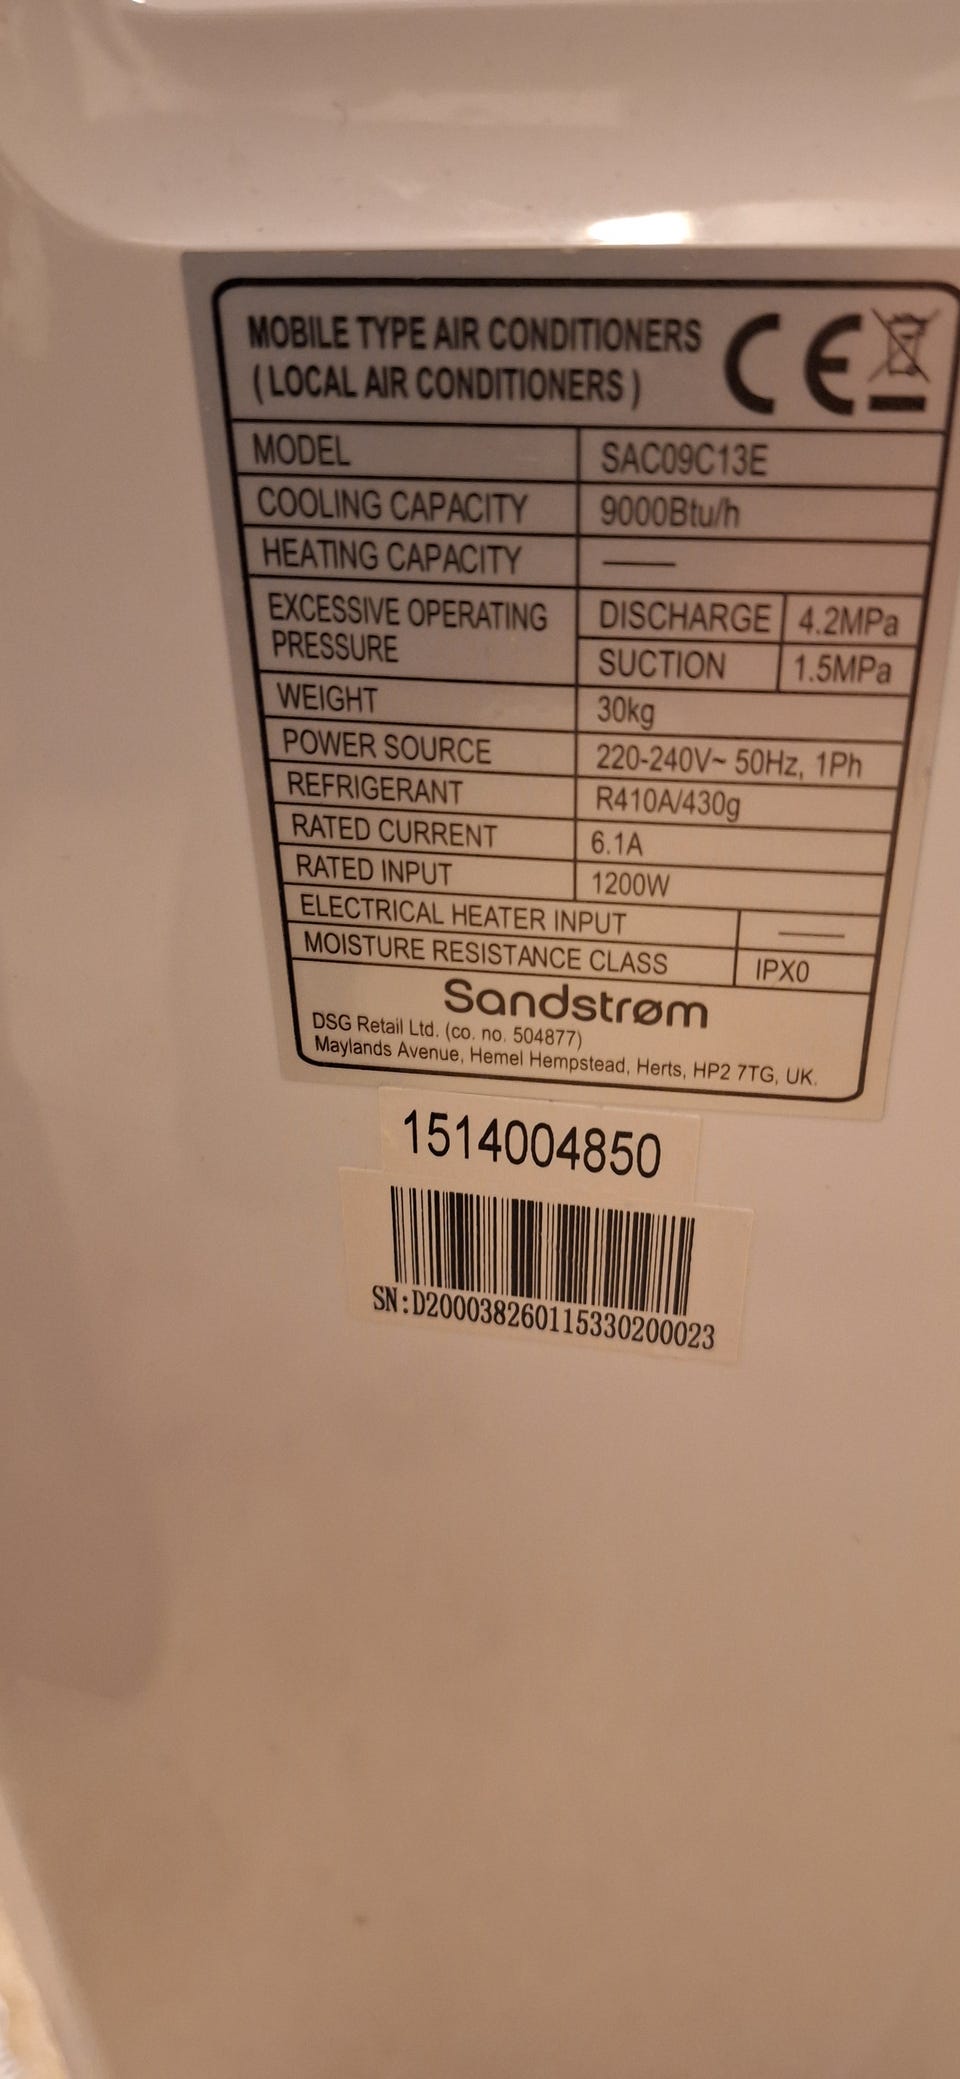 MOBILE TYPE AIR CONDITIONERS
( LOCAL AIR CONDITIONERS )
CE
MODEL SAC09C13E
COOLING CAPACITY 9000Btu/h
HEATING CAPACITY ——
EXCESSIVE OPERATING PRESSURE DISCHARGE 4.2MPa
SUCTION 1.5MPa
WEIGHT 30kg
POWER SOURCE 220-240V~ 50Hz, 1Ph
REFRIGERANT R410A/430g
RATED CURRENT 6.1A
RATED INPUT 1200W
ELECTRICAL HEATER INPUT ——
MOISTURE RESISTANCE CLASS IPX0
Sandstrøm
DSG Retail Ltd. (co. no. 504877)
Maylands Avenue, Hemel Hempstead, Herts, HP2 7TG, UK.
1514004850
SN:D200038260115330200023